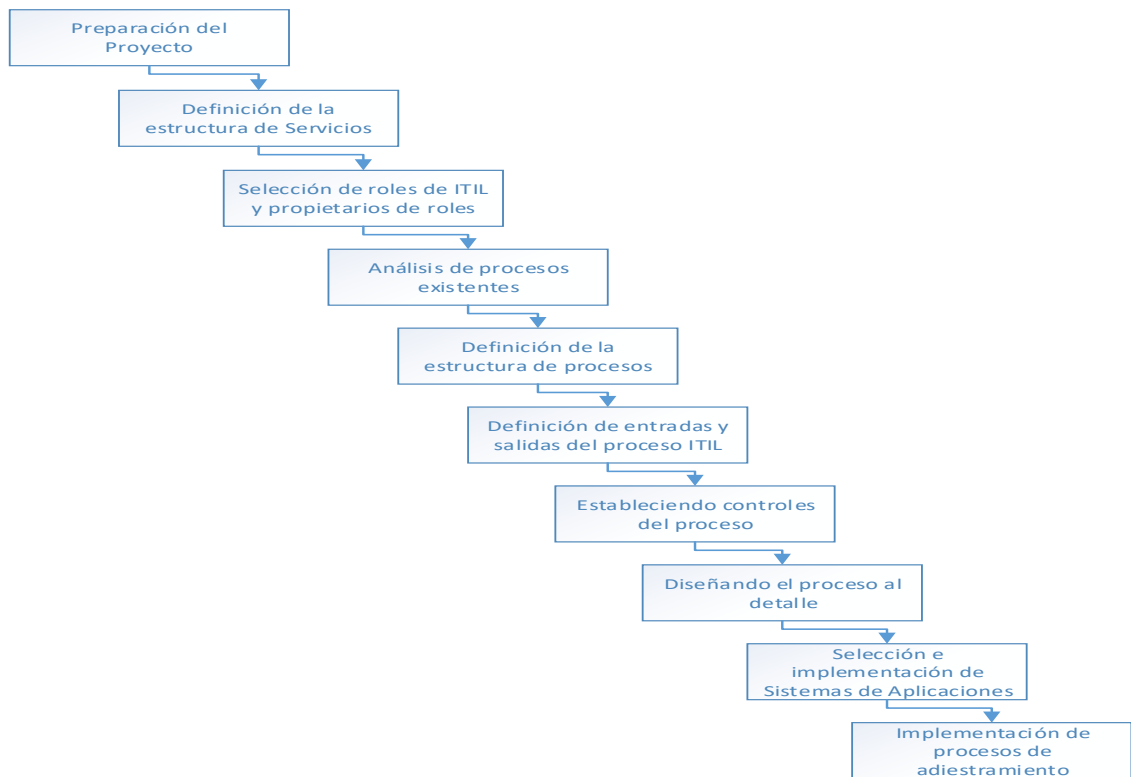 Preparación del
Proyecto
Definición de la
estructura de Servicios
Selección de roles de ITIL
y propietarios de roles
Análisis de procesos
existentes
Definición de la
estructura de procesos
Definición de entradas y
salidas del proceso ITIL
Estableciendo controles
del proceso
Diseñando el proceso al
detalle
Selección e
implementación de
Sistemas de Aplicaciones
Implementación de
procesos de
adiestramiento